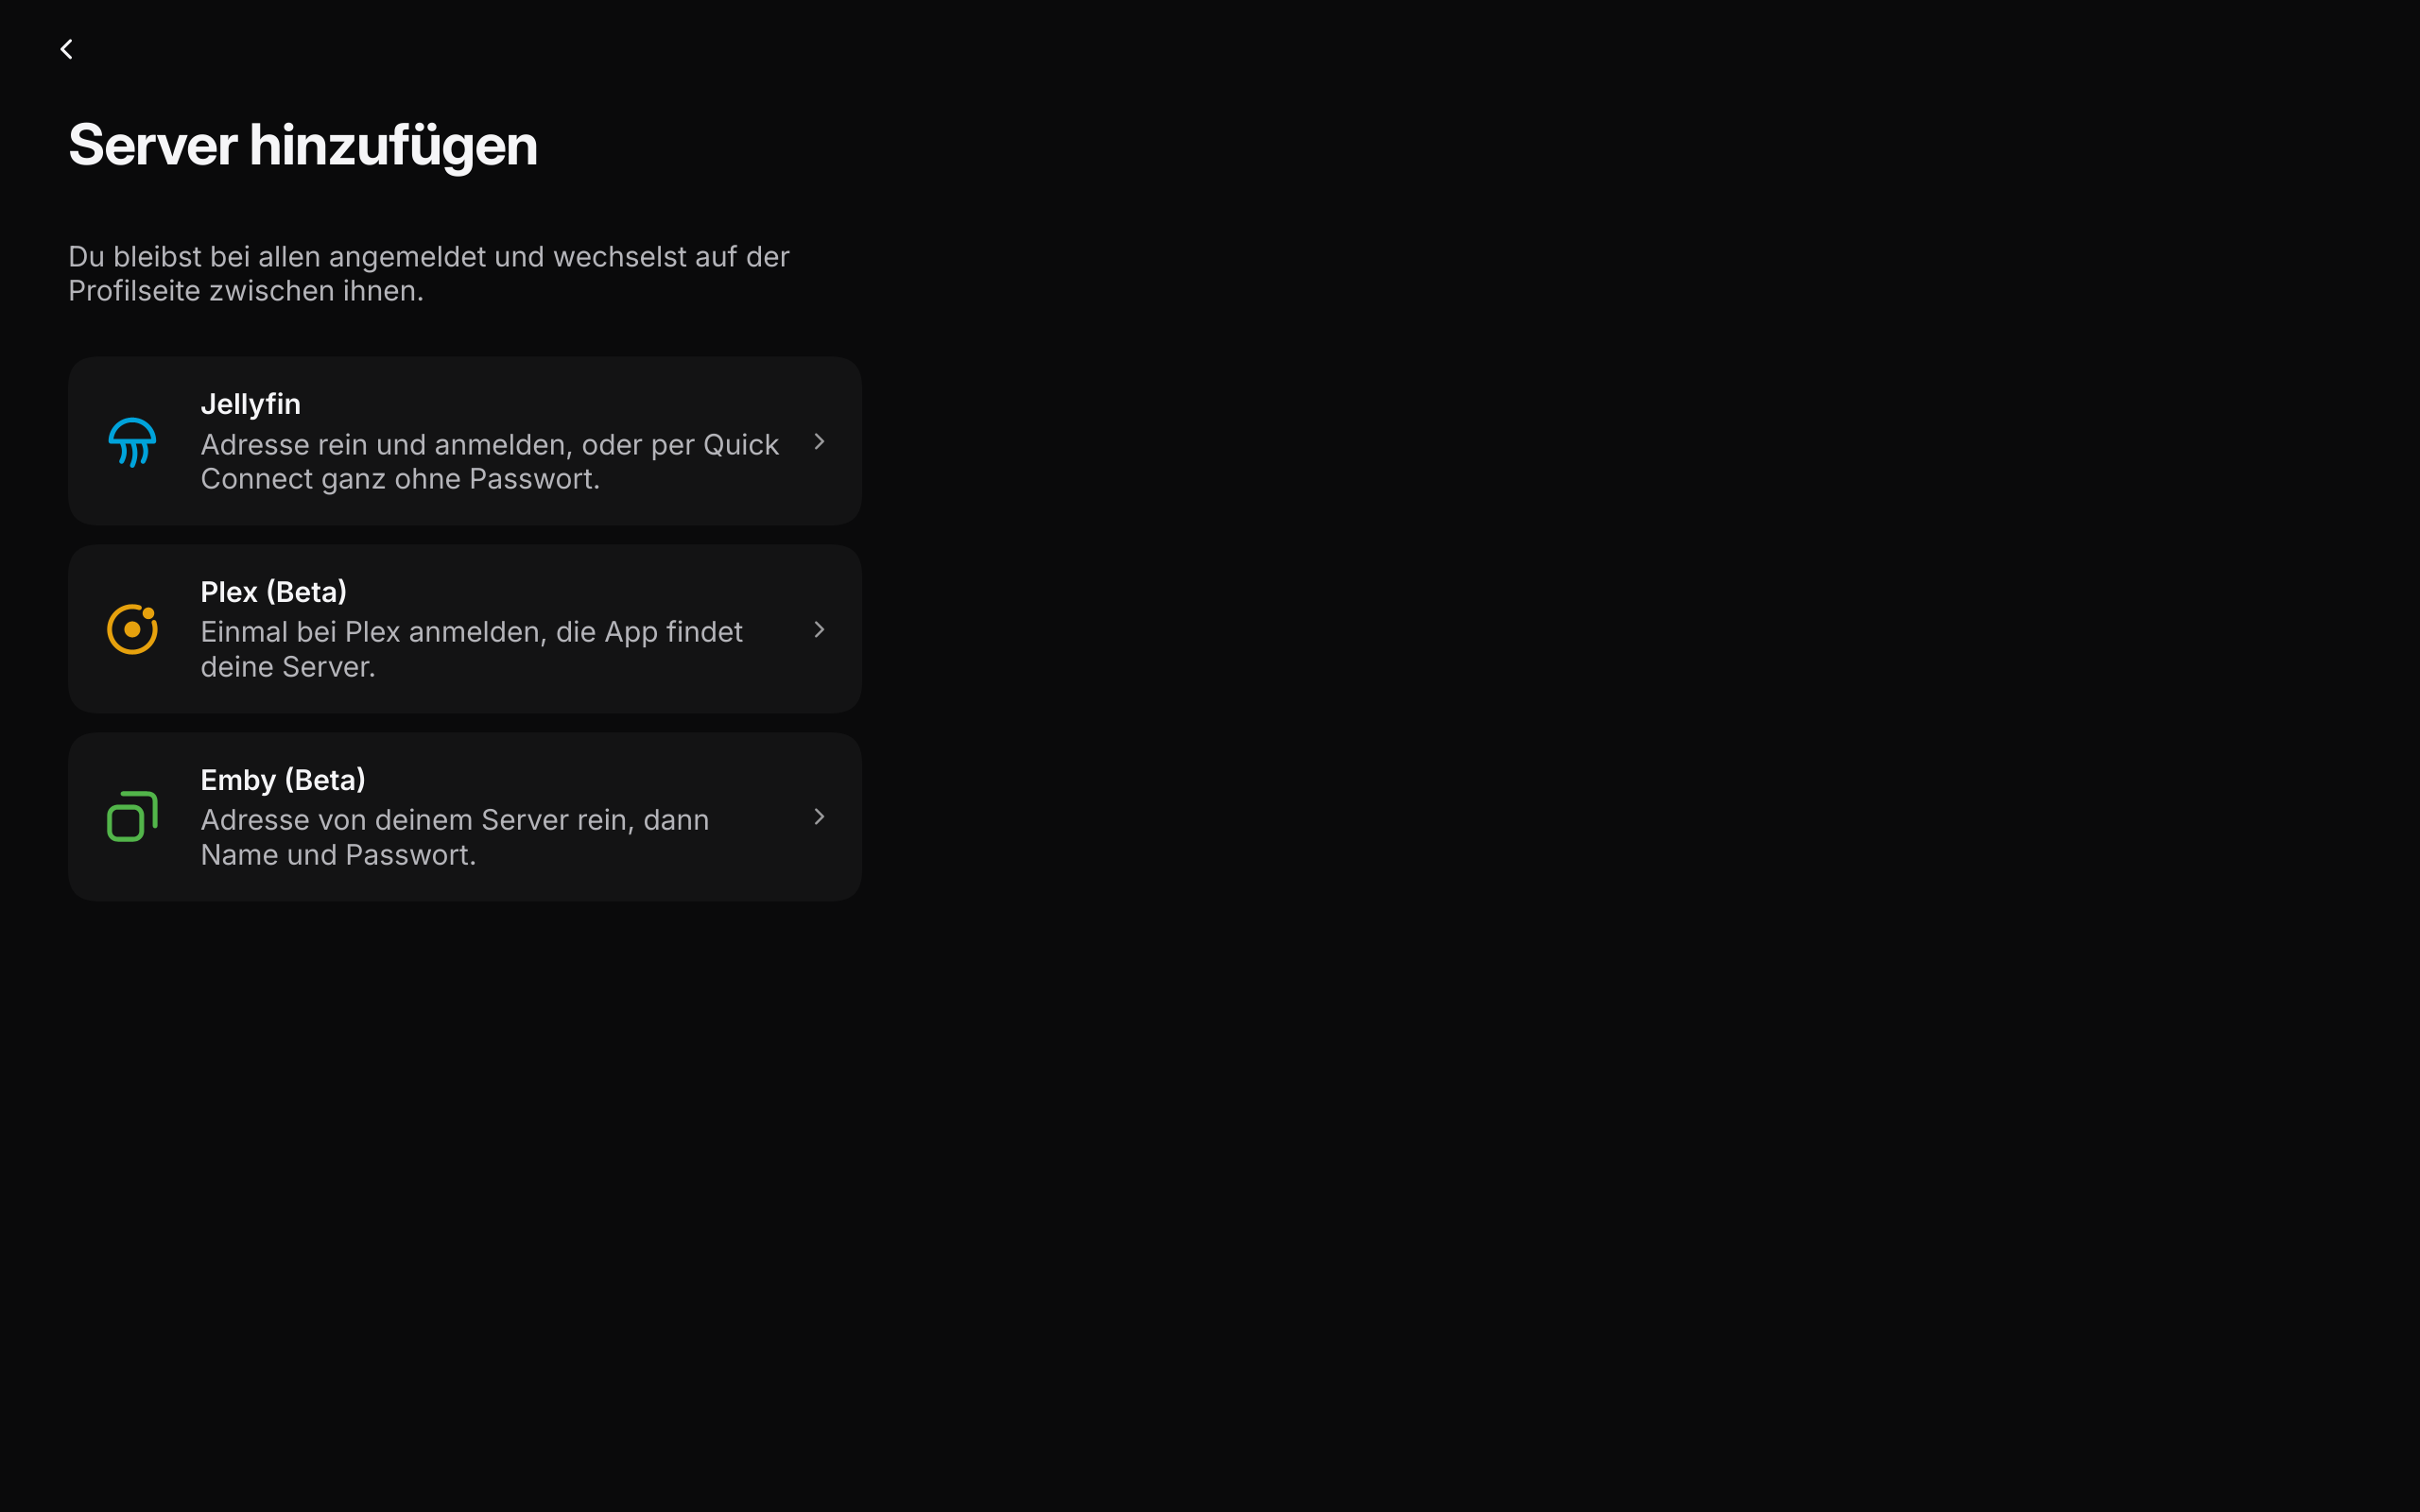 Server hinzufügen
Du bleibst bei allen angemeldet und wechselst auf der
Profilseite zwischen ihnen.
Jellyfin
Adresse rein und anmelden, oder per Quick
Connect ganz ohne Passwort.
Plex (Beta)
Einmal bei Plex anmelden, die App findet
deine Server.
Emby (Beta)
Adresse von deinem Server rein, dann
Name und Passwort.